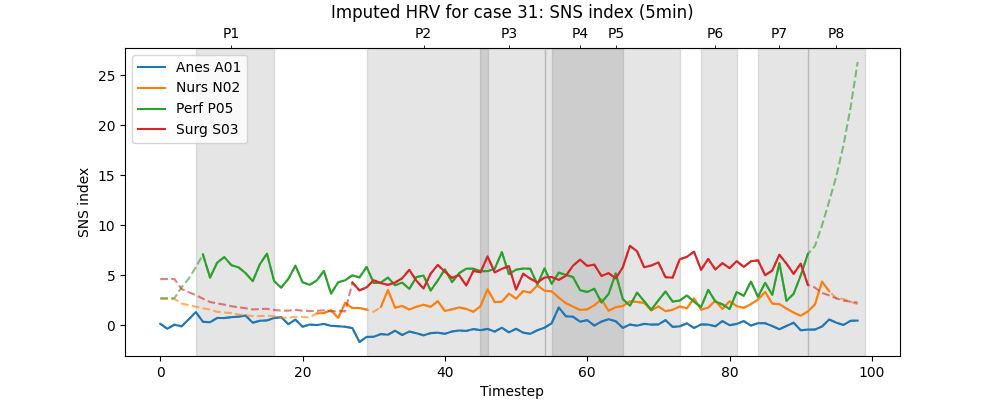 Imputed HRV for case 31: SNS index (5min)
P1 P2 P3 P4 P5 P6 P7 P8
Anes A01
Nurs N02
Perf P05
Surg S03
SNS index
25
20
15
10
5
0
0 20 40 60 80 100
Timestep